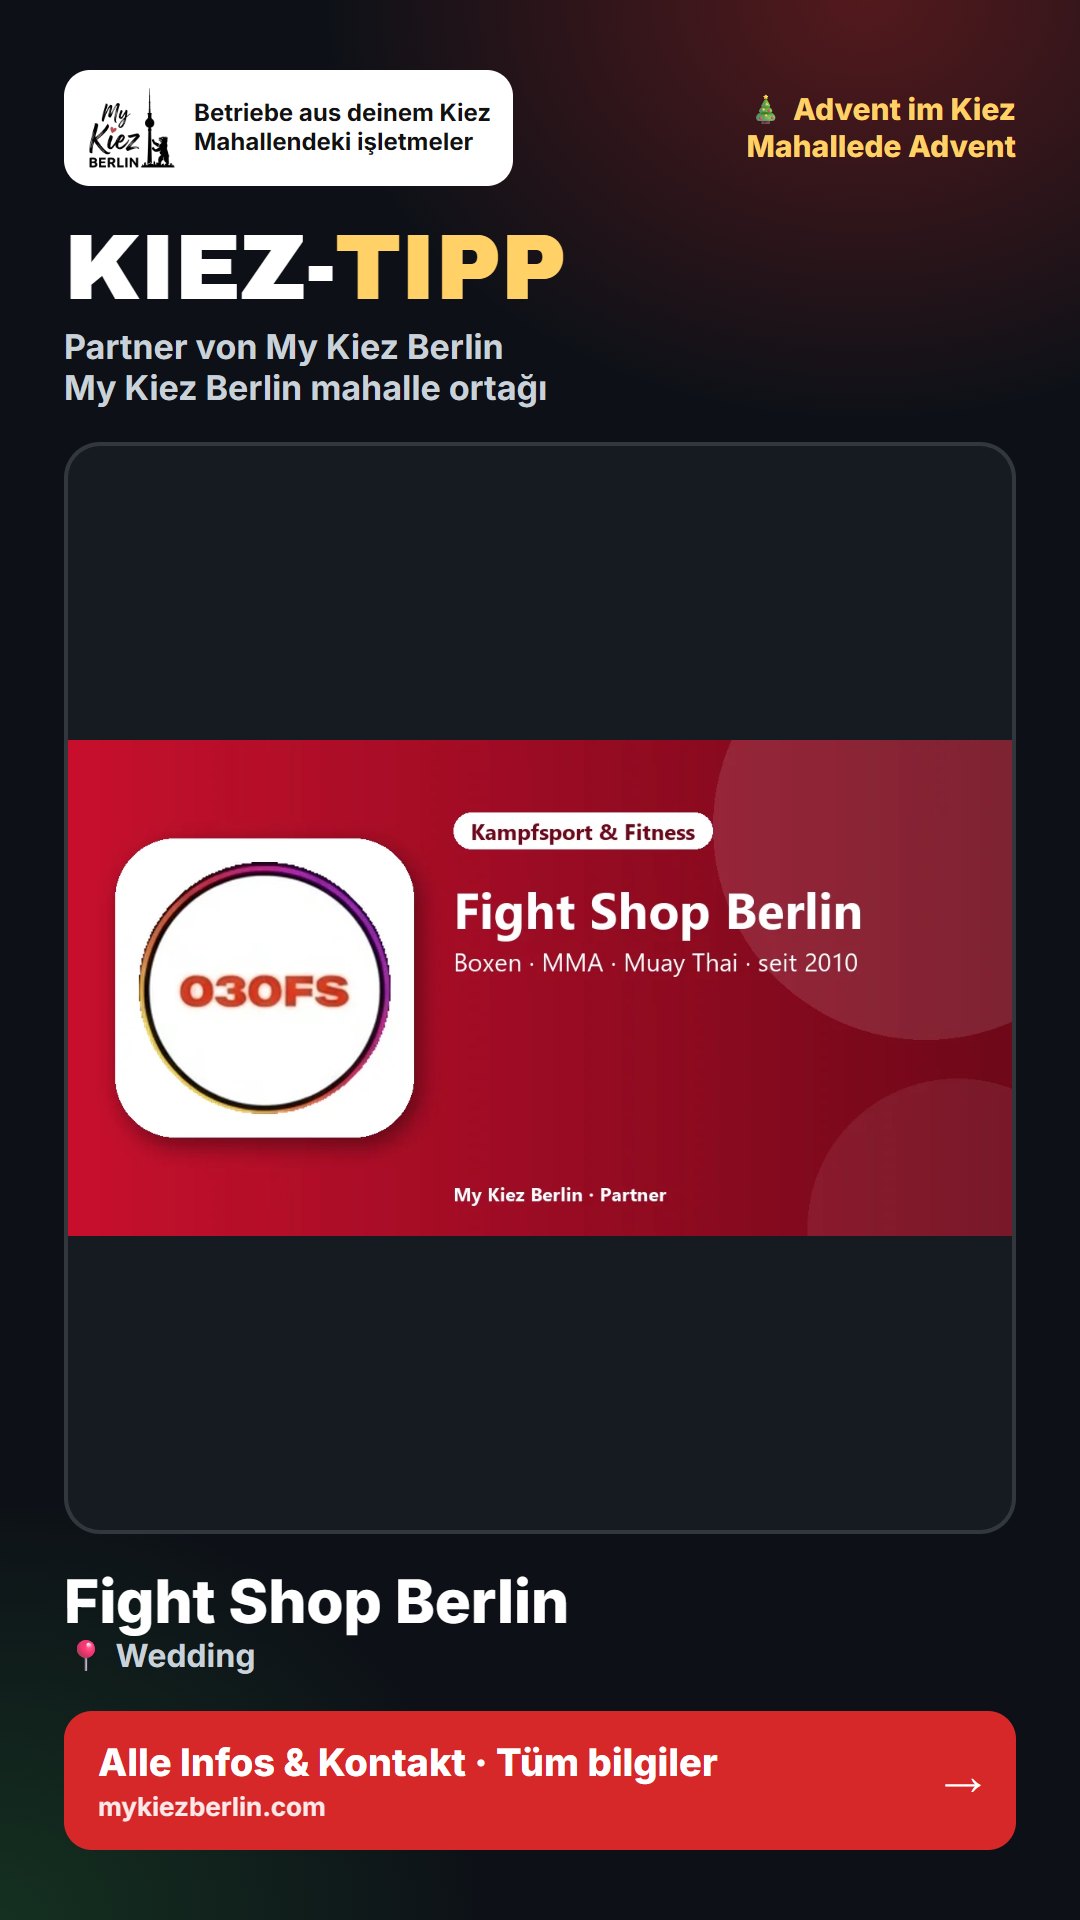 My Kiez BERLIN
Betriebe aus deinem Kiez
Mahallendeki işletmeler
🎄 Advent im Kiez
Mahallede Advent
KIEZ-TIPP
Partner von My Kiez Berlin
My Kiez Berlin mahalle ortağı
Kampfsport & Fitness
Fight Shop Berlin
Boxen · MMA · Muay Thai · seit 2010
030FS
My Kiez Berlin · Partner
Fight Shop Berlin
📍 Wedding
Alle Infos & Kontakt · Tüm bilgiler
mykiezberlin.com
→